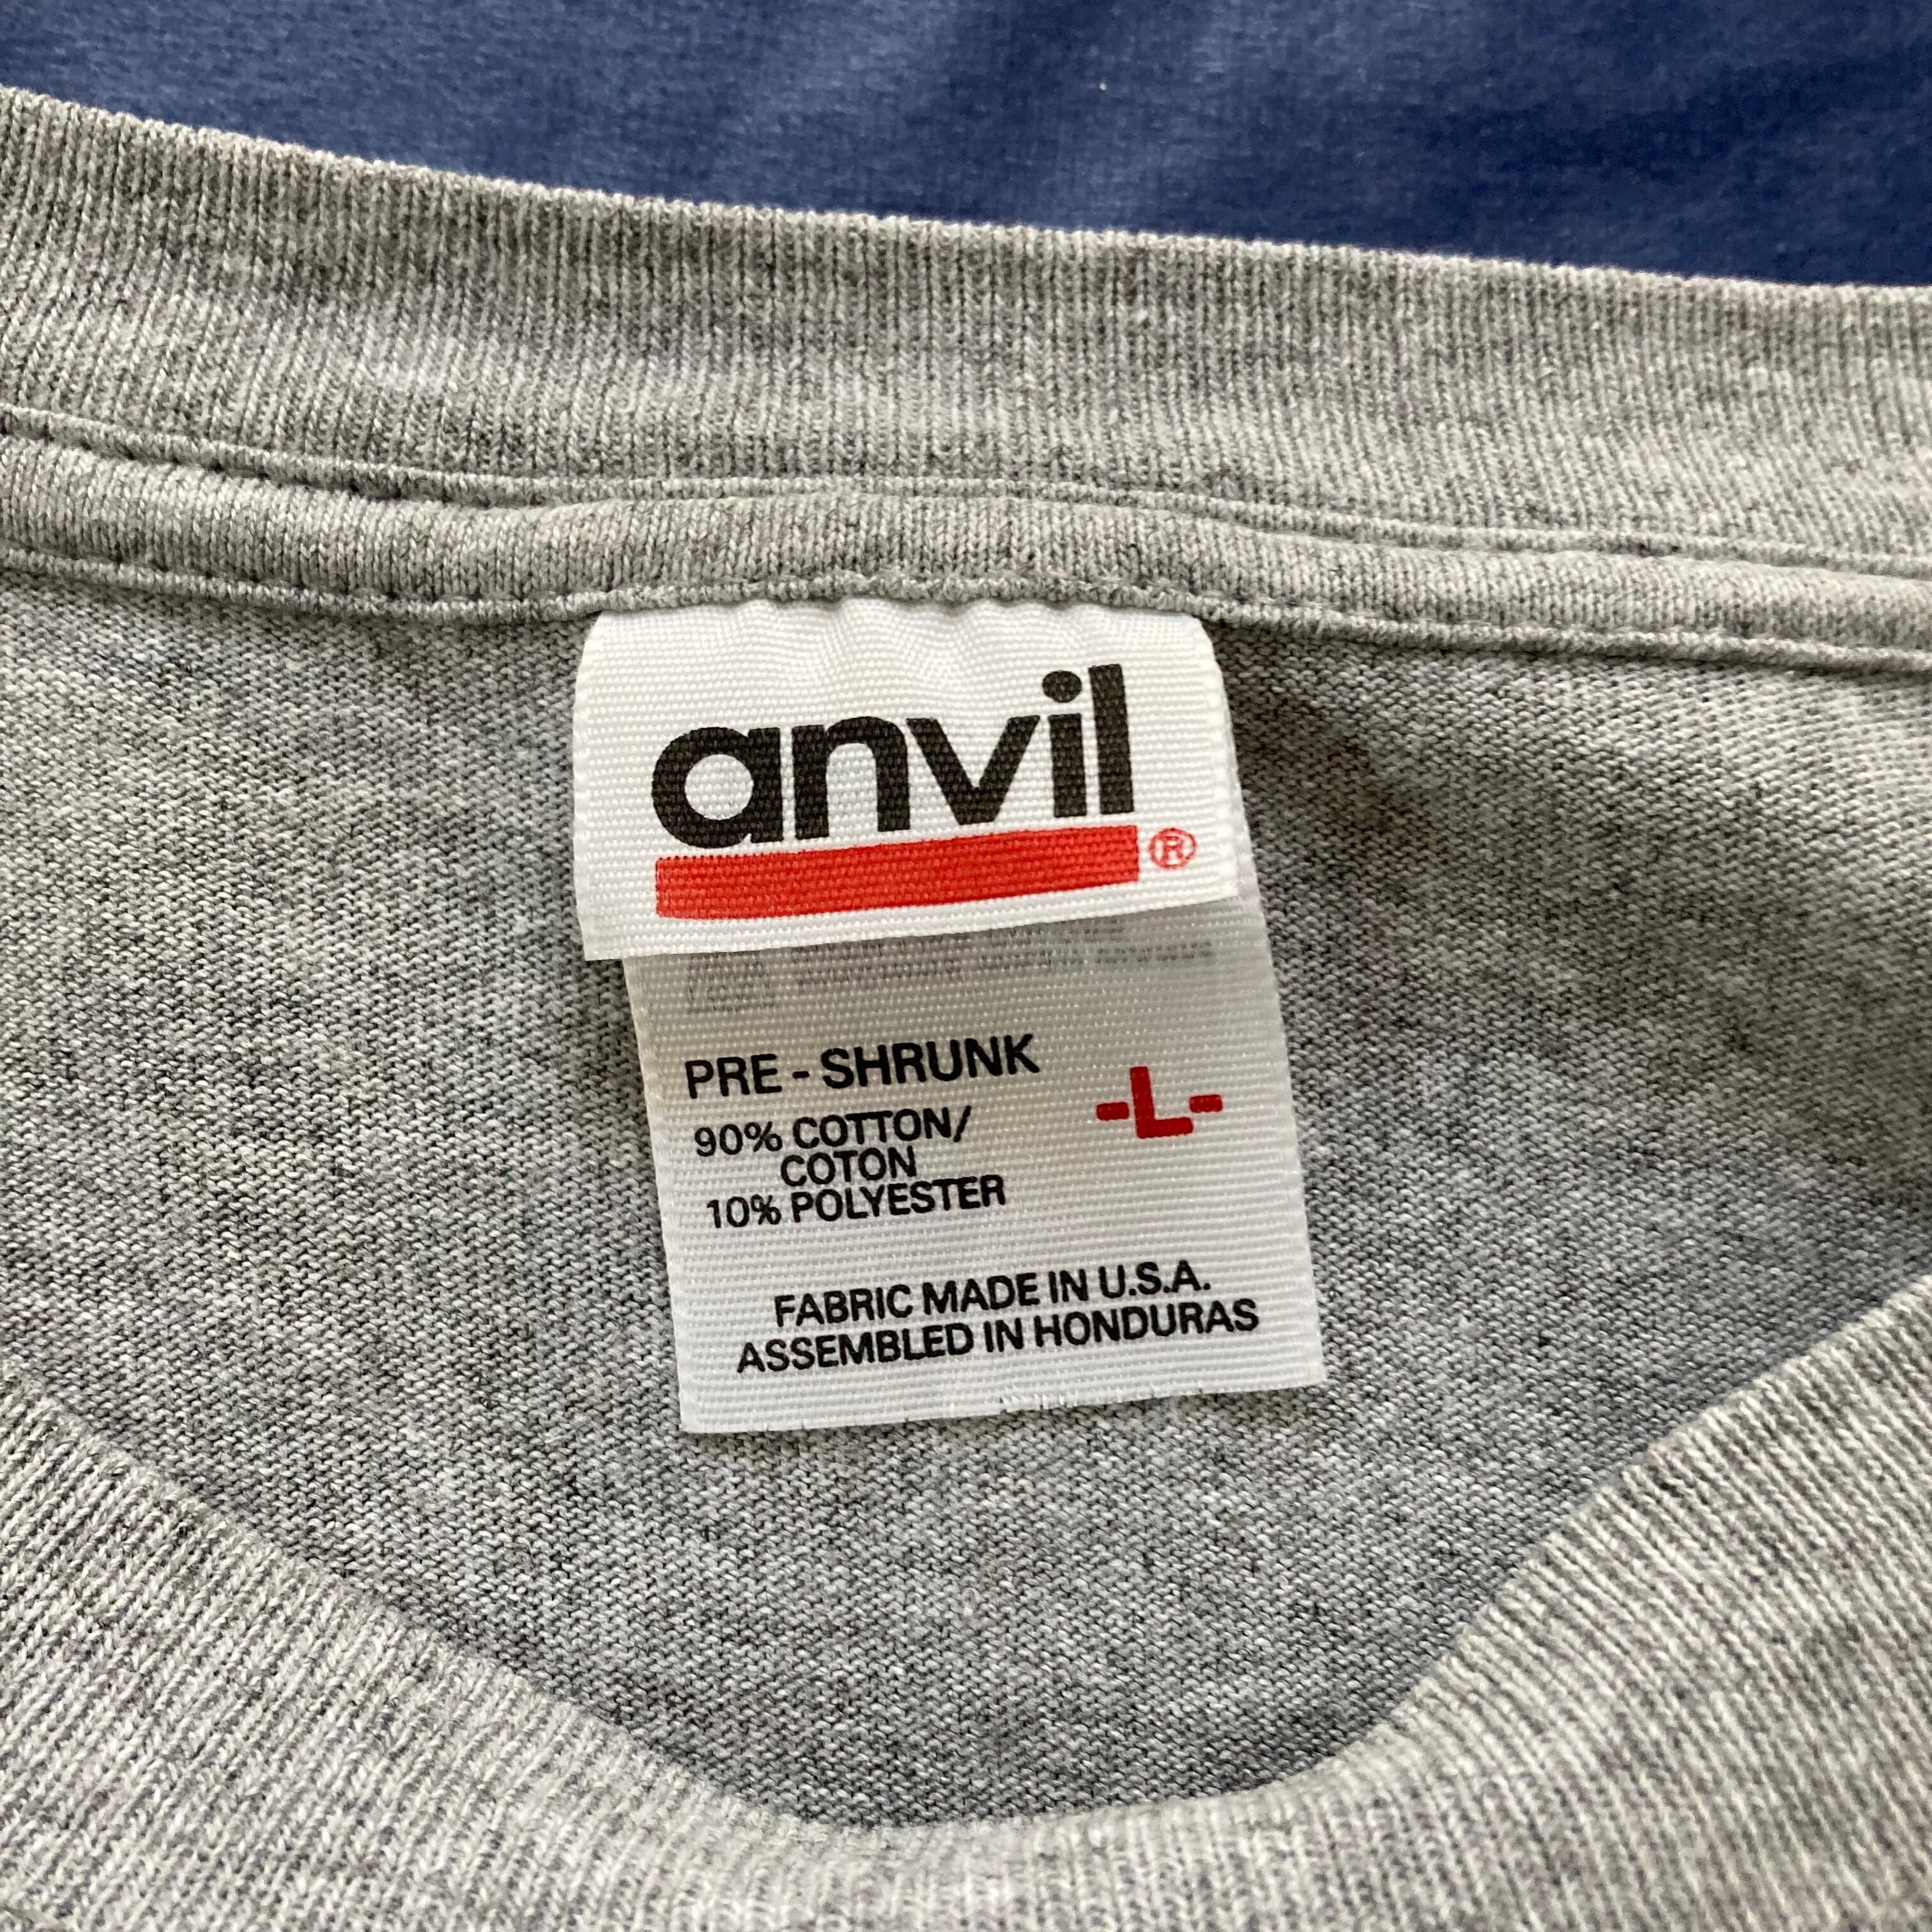 anvil
®
PRE - SHRUNK
-L-
90% COTTON/
COTON
10% POLYESTER
FABRIC MADE IN U.S.A.
ASSEMBLED IN HONDURAS